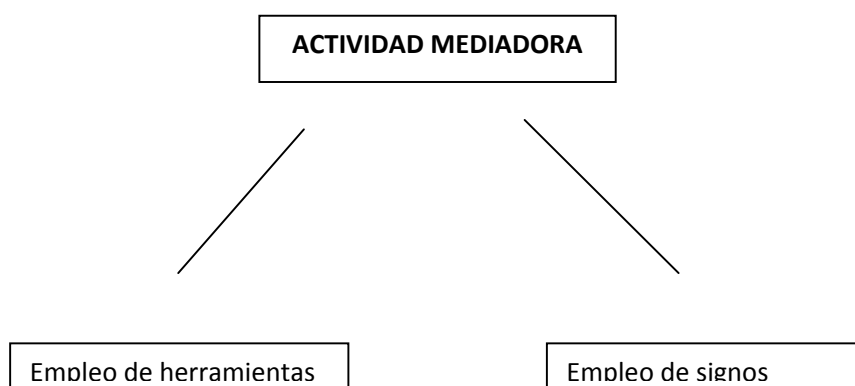 ACTIVIDAD MEDIADORA
Empleo de herramientas
Empleo de signos